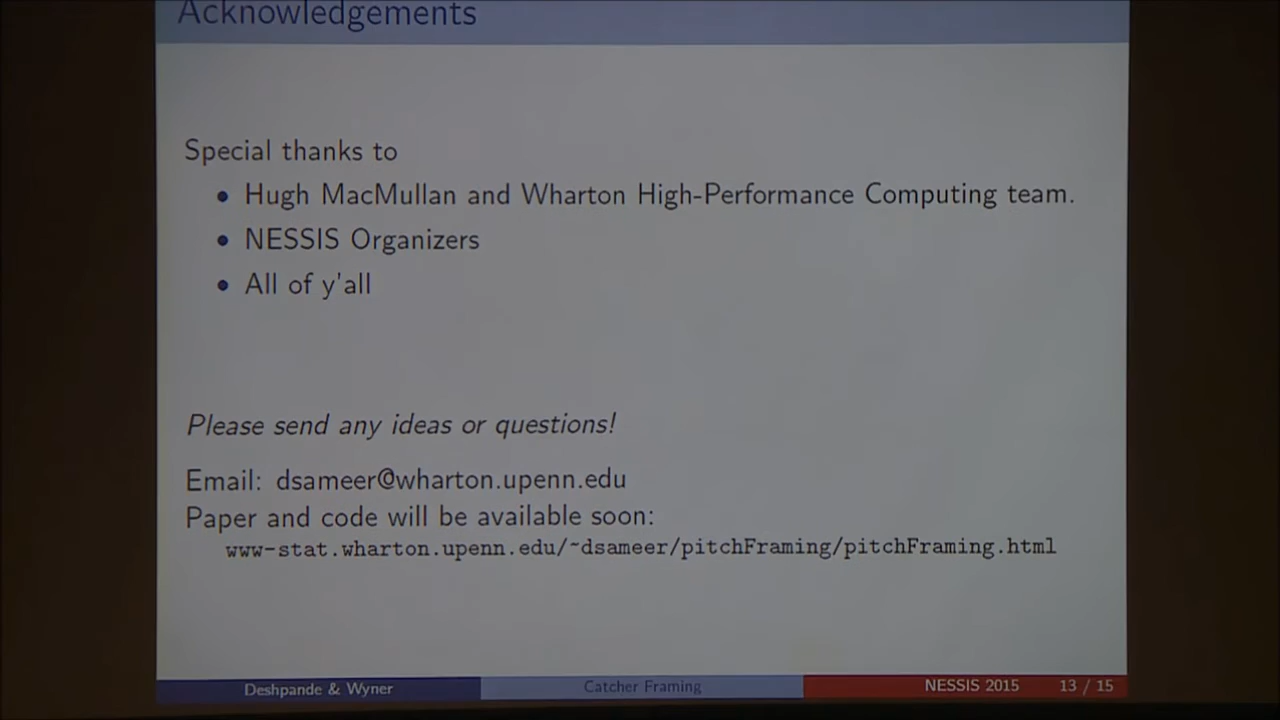 Acknowledgements
Special thanks to
• Hugh MacMullan and Wharton High-Performance Computing team.
• NESSIS Organizers
• All of y'all
Please send any ideas or questions!
Email: dsameer@wharton.upenn.edu
Paper and code will be available soon:
www-stat.wharton.upenn.edu/~dsameer/pitchFraming/pitchFraming.html
Deshpande & Wyner Catcher Framing NESSIS 2015 13 / 15